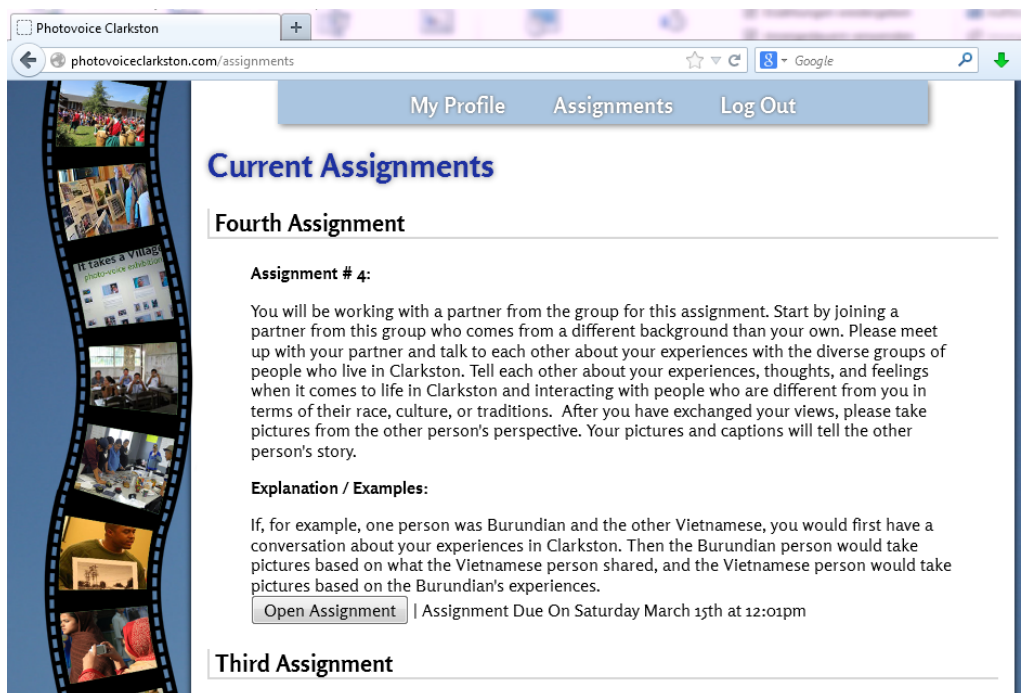 Photovoice Clarkston
photovoiceclarkston.com/assignments
Google
My Profile Assignments Log Out
Current Assignments
Fourth Assignment
Assignment # 4:
You will be working with a partner from the group for this assignment. Start by joining a
partner from this group who comes from a different background than your own. Please meet
up with your partner and talk to each other about your experiences with the diverse groups of
people who live in Clarkston. Tell each other about your experiences, thoughts, and feelings
when it comes to life in Clarkston and interacting with people who are different from you in
terms of their race, culture, or traditions.  After you have exchanged your views, please take
pictures from the other person's perspective. Your pictures and captions will tell the other
person's story.
Explanation / Examples:
If, for example, one person was Burundian and the other Vietnamese, you would first have a
conversation about your experiences in Clarkston. Then the Burundian person would take
pictures based on what the Vietnamese person shared, and the Vietnamese person would take
pictures based on the Burundian's experiences.
Open Assignment | Assignment Due On Saturday March 15th at 12:01pm
Third Assignment
It takes a Village
photo-voice exhibition